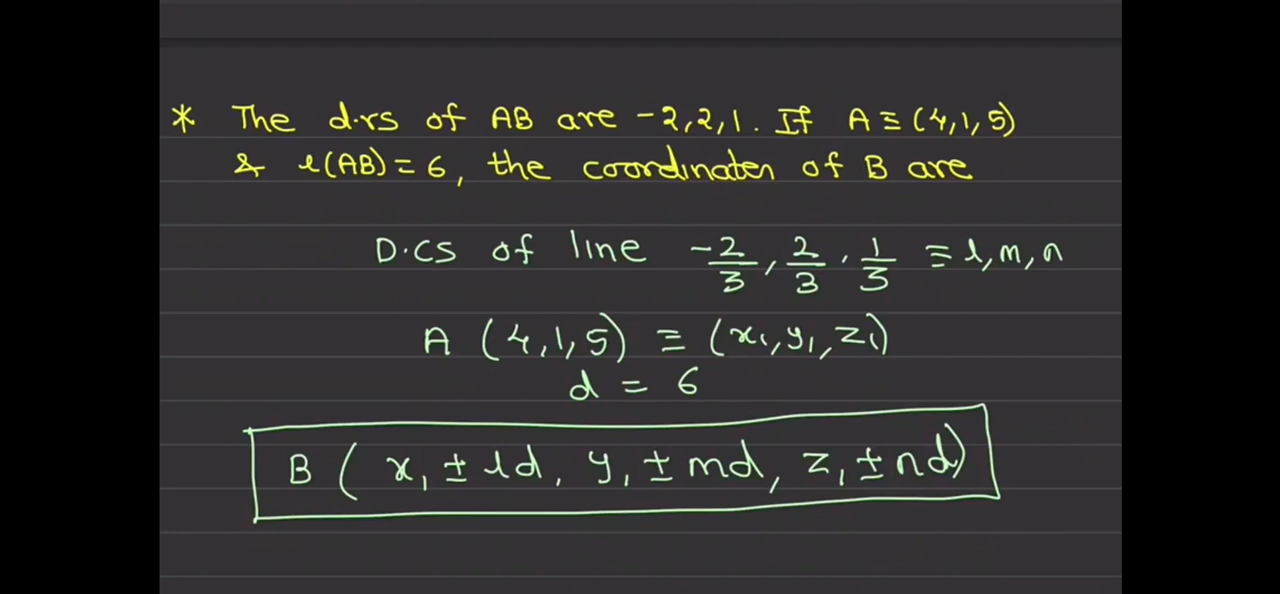 * The d.rs of AB are -2,2,1. If A ≡ (4,1,5)
& l(AB) = 6, the coordinates of B are
D.cs of line -2/3, 2/3, 1/3 ≡ l, m, n
A (4,1,5) ≡ (x₁, y₁, z₁)
d = 6
B ( x₁ ± ld, y₁ ± md, z₁ ± nd)